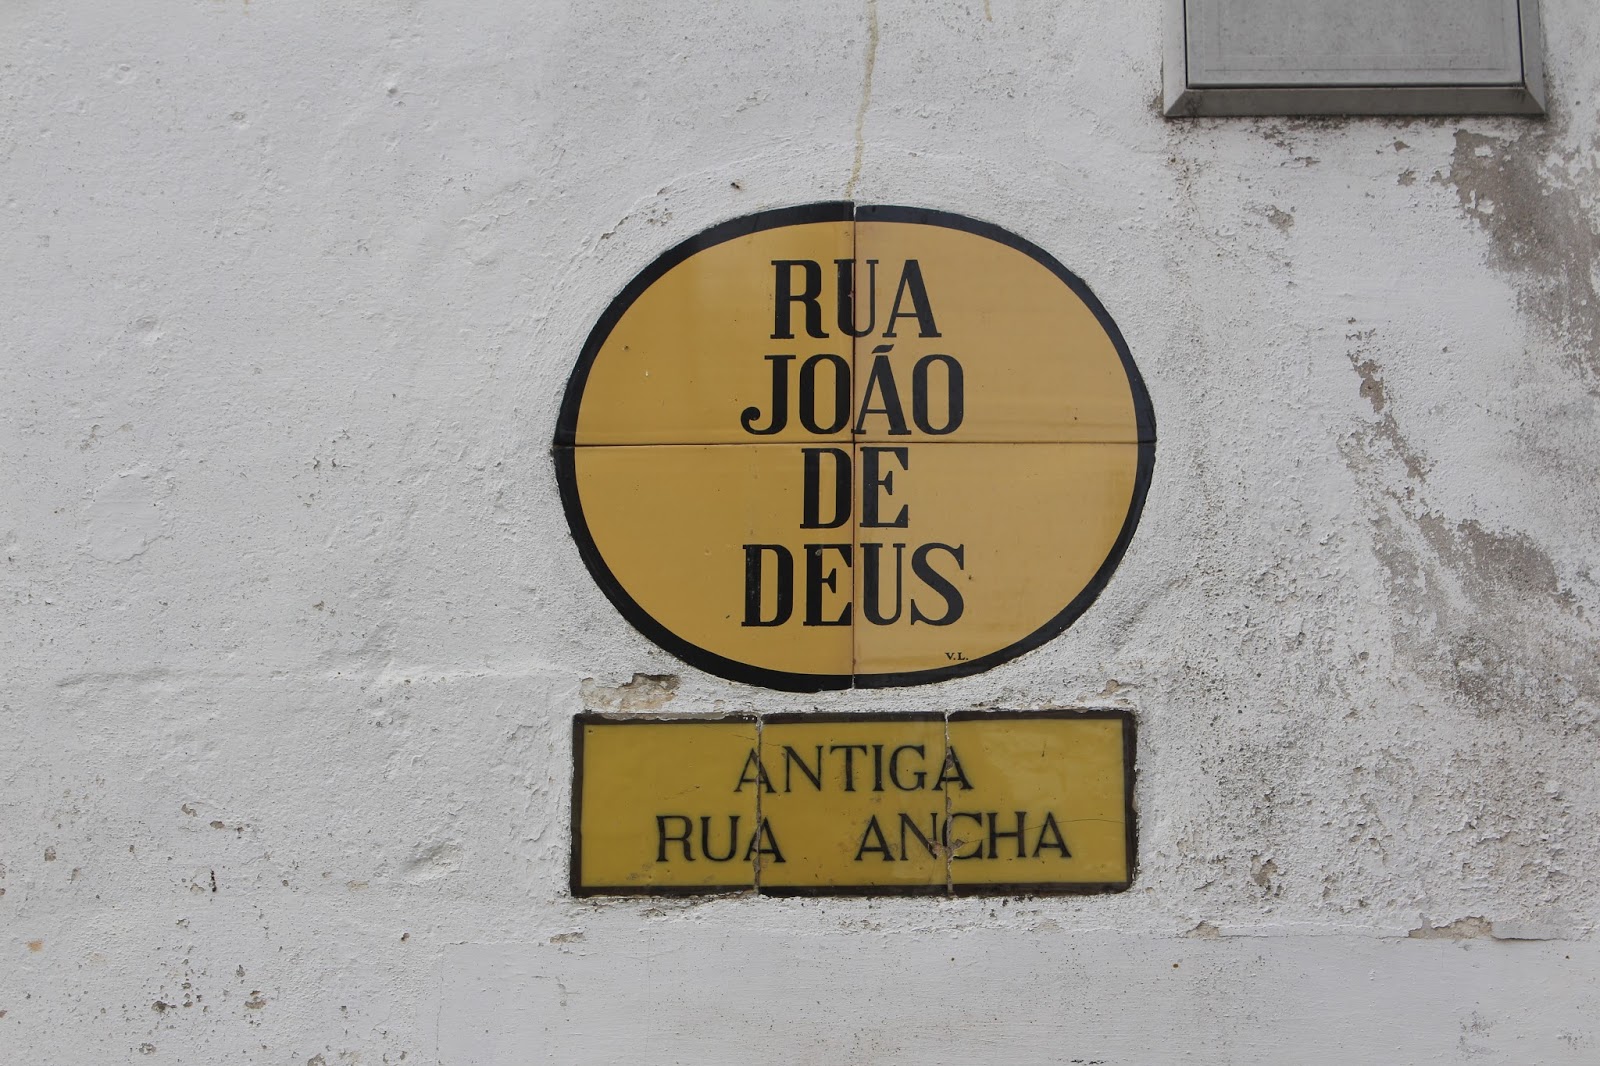 RUA
JOÃO
DE
DEUS
V.L.
ANTIGA
RUA ANCHA